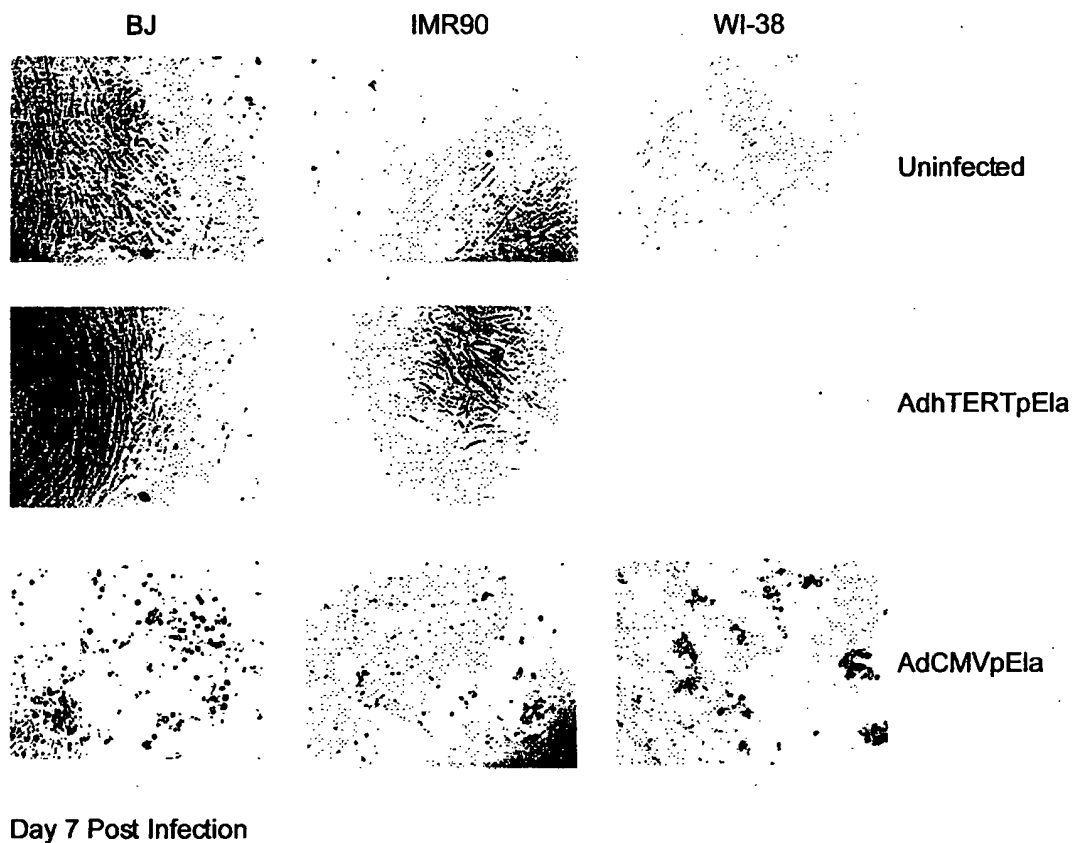 BJ IMR90 WI-38
Uninfected
AdhTERTpEla
AdCMVpEla
Day 7 Post Infection